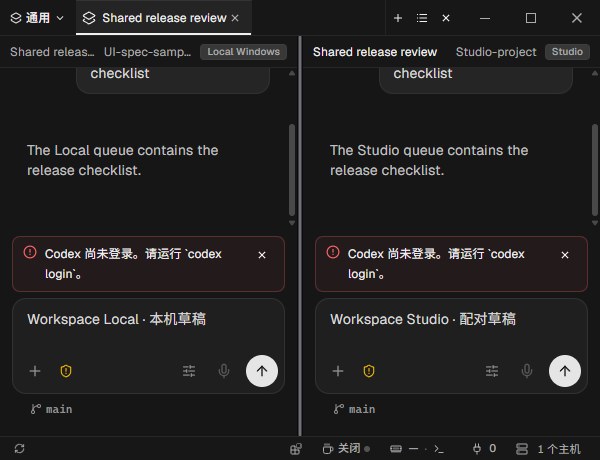 通用
Shared release review
Shared releas... UI-spec-samp... Local Windows
checklist
The Local queue contains the
release checklist.
Codex 尚未登录。请运行 `codex
login`。
Workspace Local · 本机草稿
main
Shared release review Studio-project Studio
checklist
The Studio queue contains the
release checklist.
Codex 尚未登录。请运行 `codex
login`。
Workspace Studio · 配对草稿
main
关闭 — · 0 1 个主机